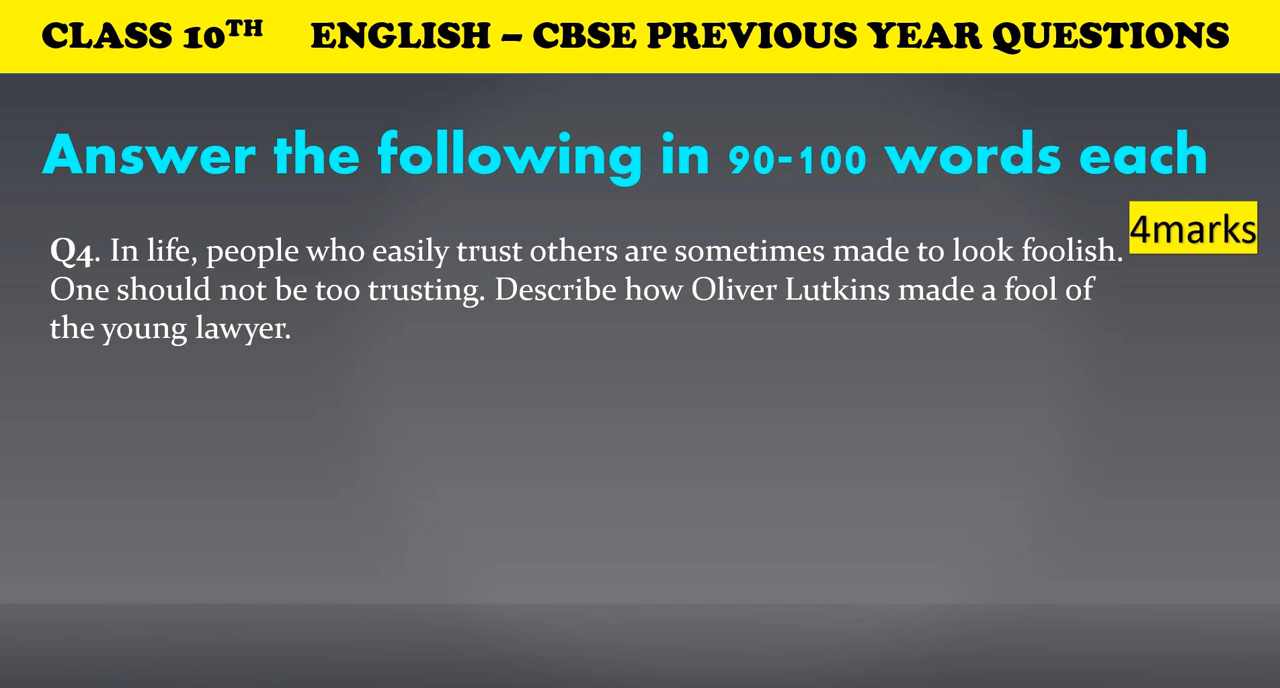 CLASS 10TH ENGLISH – CBSE PREVIOUS YEAR QUESTIONS
Answer the following in 90-100 words each
4marks
Q4. In life, people who easily trust others are sometimes made to look foolish.
One should not be too trusting. Describe how Oliver Lutkins made a fool of
the young lawyer.